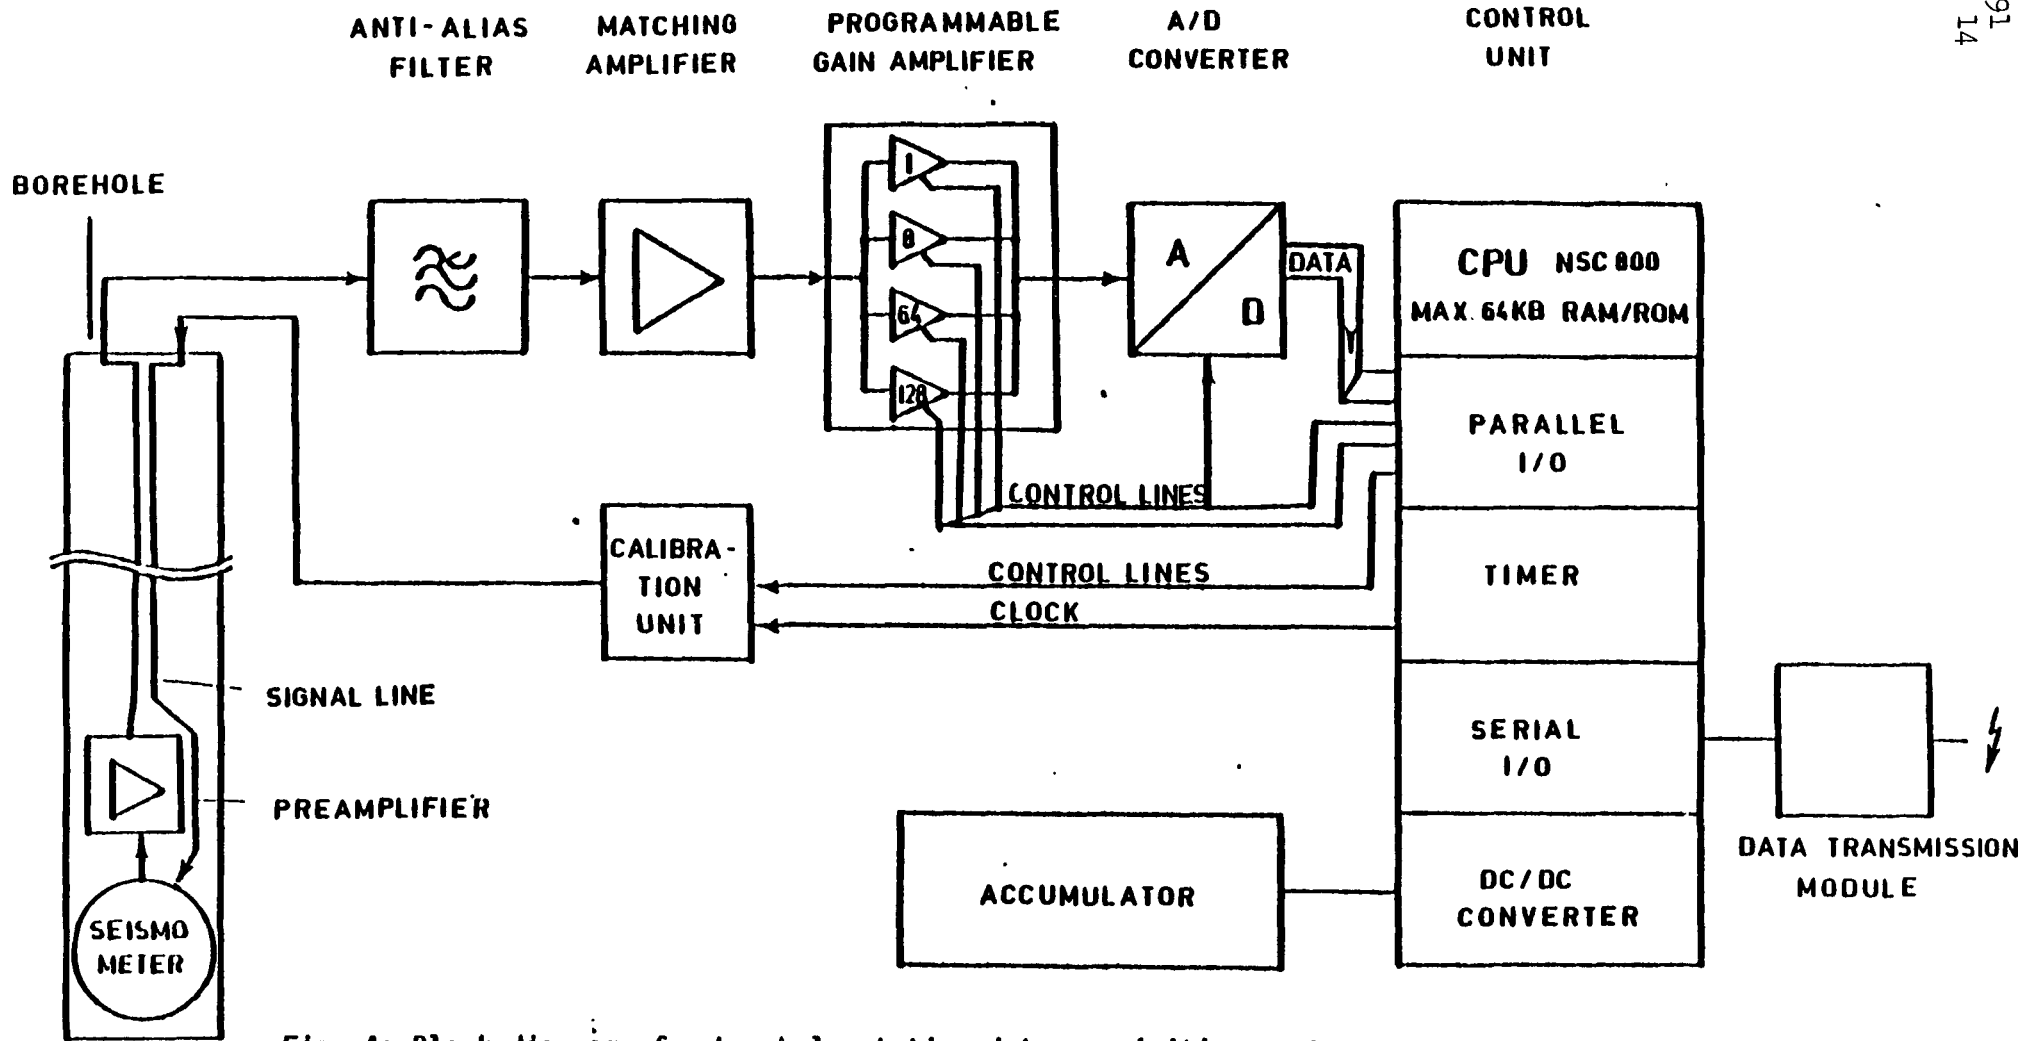 ANTI-ALIAS
FILTER
MATCHING
AMPLIFIER
PROGRAMMABLE
GAIN AMPLIFIER
A/D
CONVERTER
CONTROL
UNIT
91
14
BOREHOLE
1
8
64
128
A
D
DATA
CPU NSC 800
MAX. 64KB RAM/ROM
PARALLEL
I/O
CONTROL LINES
CALIBRA-
TION
UNIT
CONTROL LINES
CLOCK
TIMER
SIGNAL LINE
SERIAL
I/O
PREAMPLIFIER
DATA TRANSMISSION
MODULE
ACCUMULATOR
DC/DC
CONVERTER
SEISMO
METER